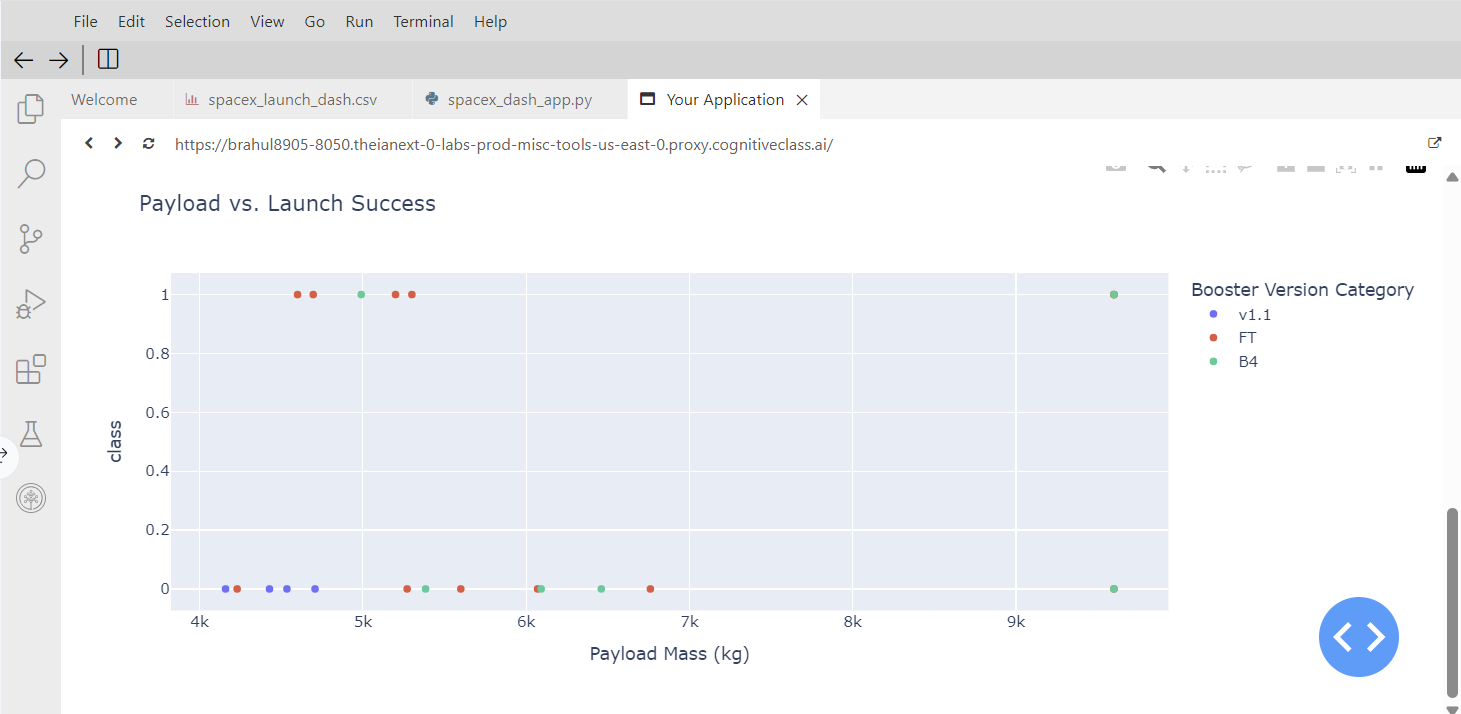 File Edit Selection View Go Run Terminal Help
Welcome spacex_launch_dash.csv spacex_dash_app.py Your Application
https://brahul8905-8050.theianext-0-labs-prod-misc-tools-us-east-0.proxy.cognitiveclass.ai/
Payload vs. Launch Success
Booster Version Category
v1.1
FT
B4
class
1
0.8
0.6
0.4
0.2
0
4k 5k 6k 7k 8k 9k
Payload Mass (kg)